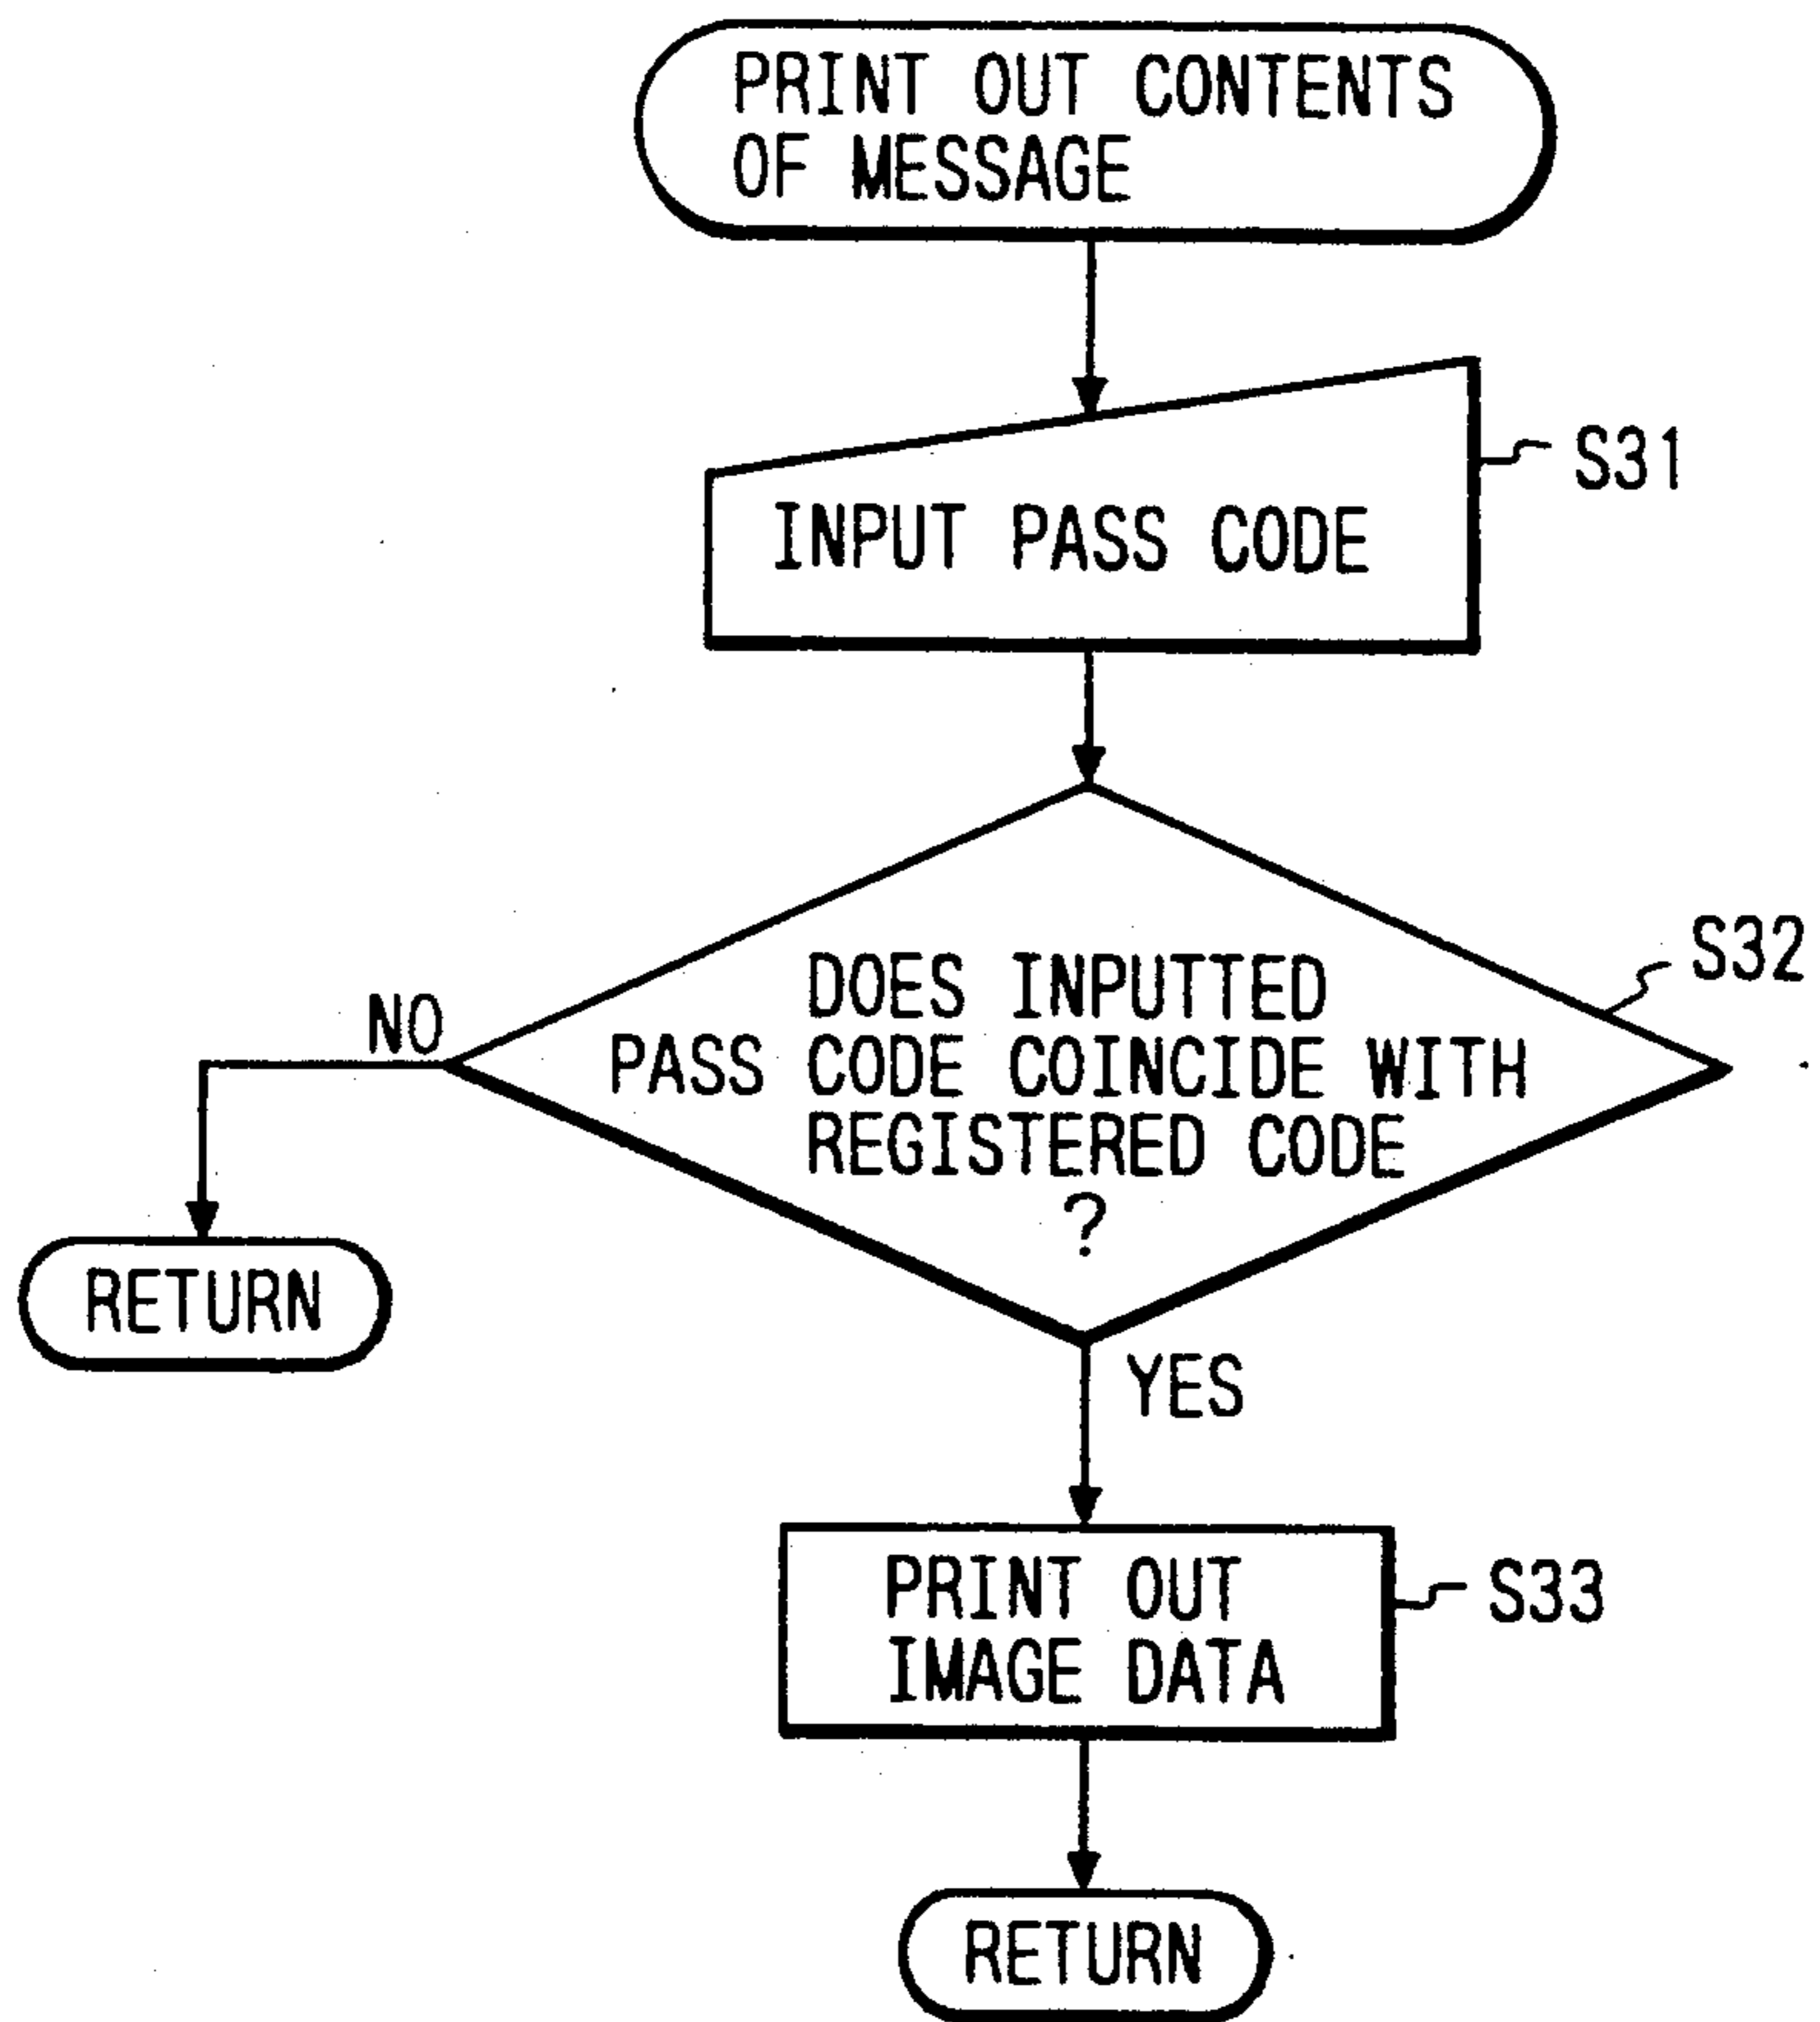 PRINT OUT CONTENTS
OF MESSAGE
INPUT PASS CODE
S31
DOES INPUTTED
PASS CODE COINCIDE WITH
REGISTERED CODE
?
S32
NO
RETURN
YES
PRINT OUT
IMAGE DATA
S33
RETURN